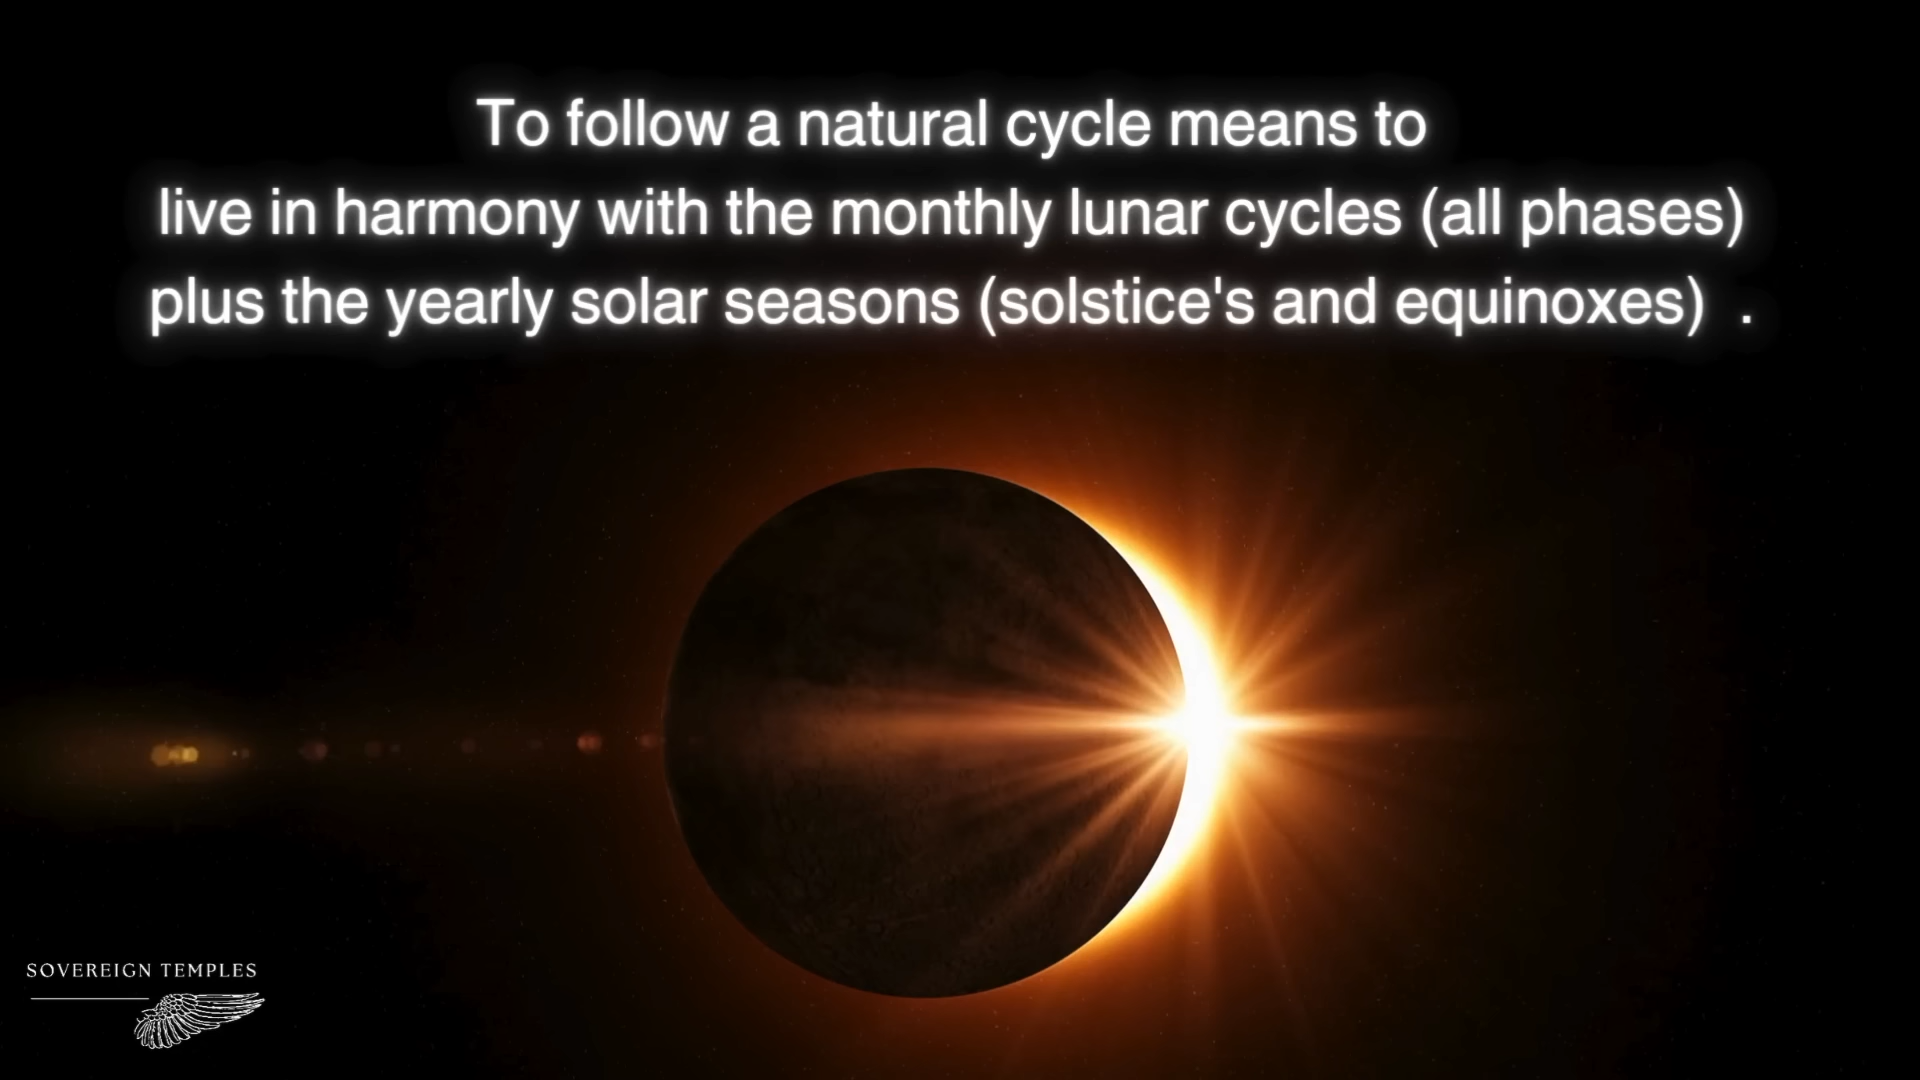 To follow a natural cycle means to
live in harmony with the monthly lunar cycles (all phases)
plus the yearly solar seasons (solstice's and equinoxes)  .
SOVEREIGN TEMPLES